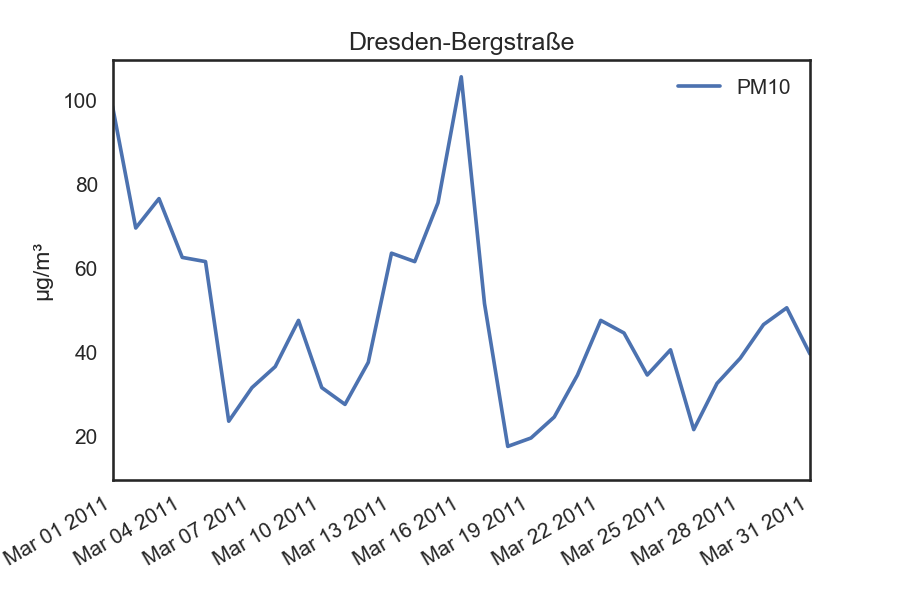 Dresden-Bergstraße
PM10
µg/m³
100
80
60
40
20
Mar 01 2011
Mar 04 2011
Mar 07 2011
Mar 10 2011
Mar 13 2011
Mar 16 2011
Mar 19 2011
Mar 22 2011
Mar 25 2011
Mar 28 2011
Mar 31 2011